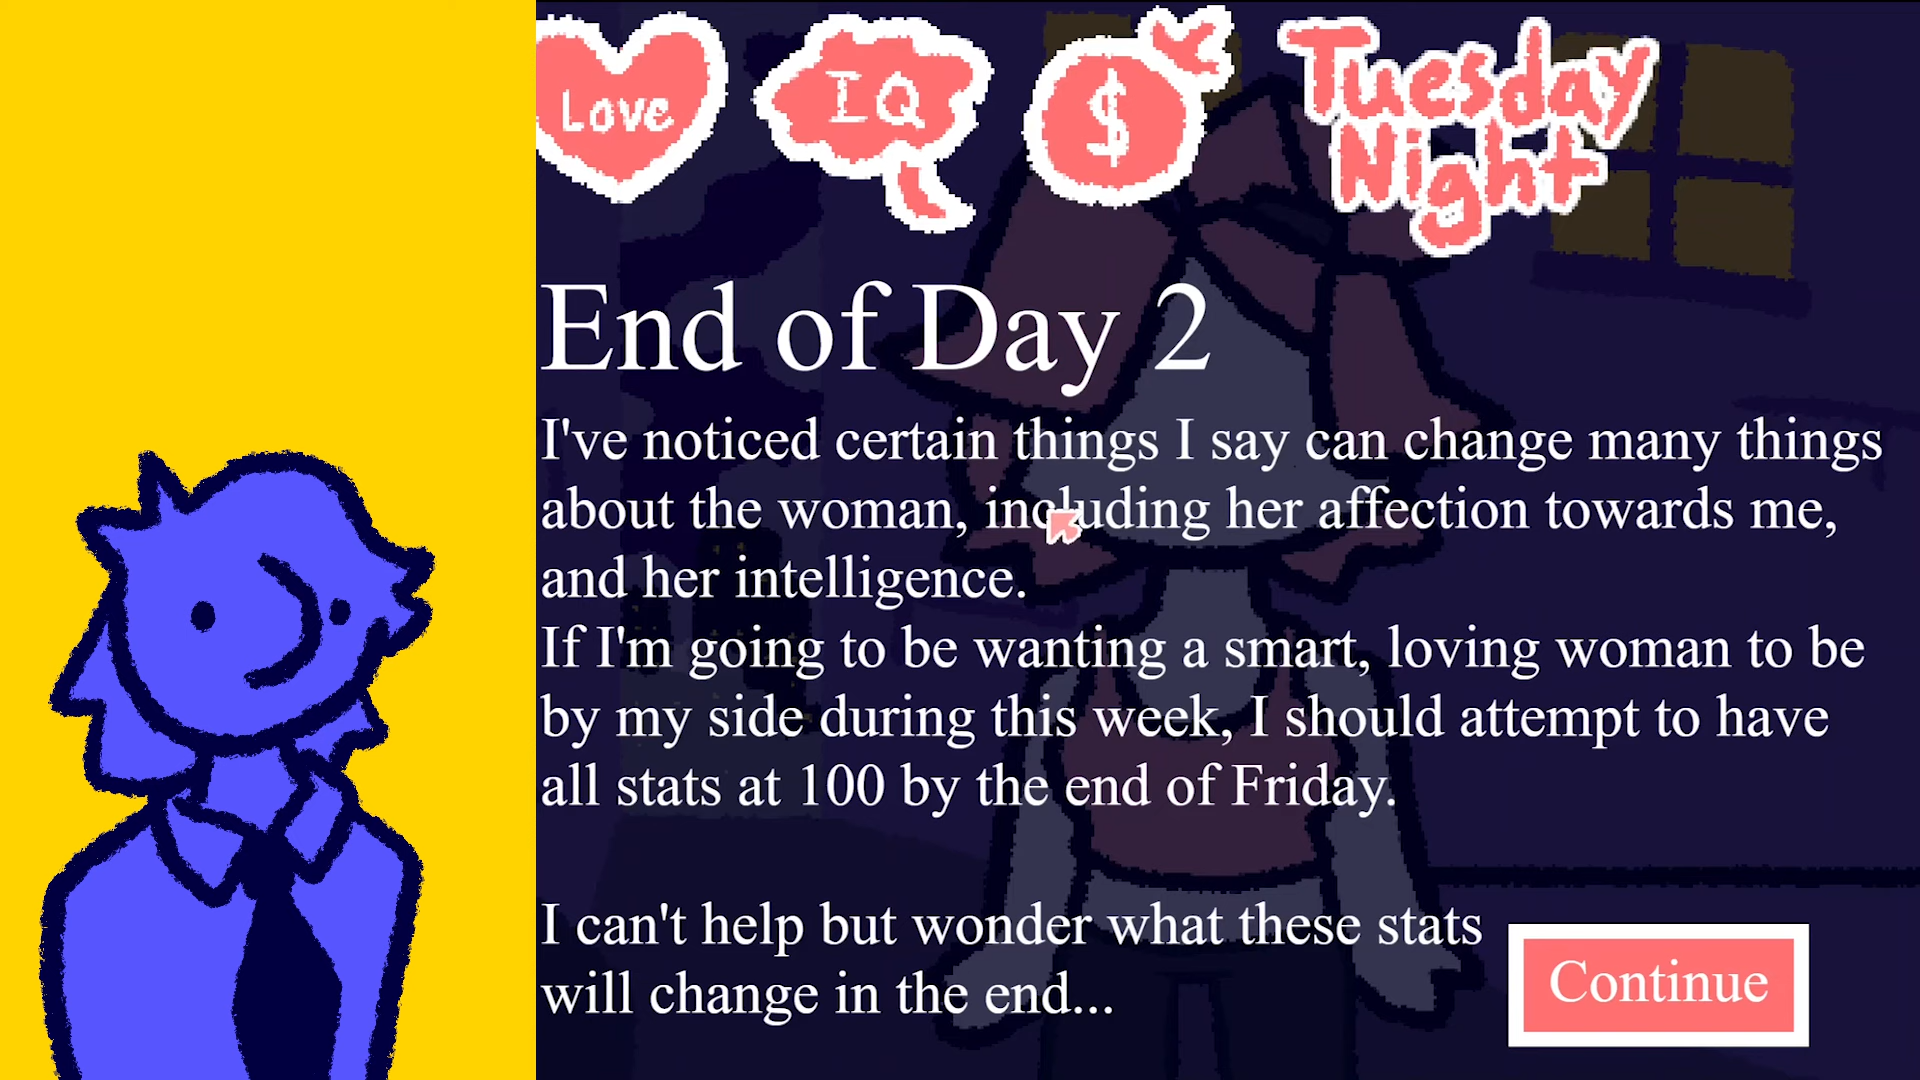 Love
IQ
$
Tuesday
Night
End of Day 2
I've noticed certain things I say can change many things
about the woman, including her affection towards me,
and her intelligence.
If I'm going to be wanting a smart, loving woman to be
by my side during this week, I should attempt to have
all stats at 100 by the end of Friday.
I can't help but wonder what these stats
will change in the end...
Continue